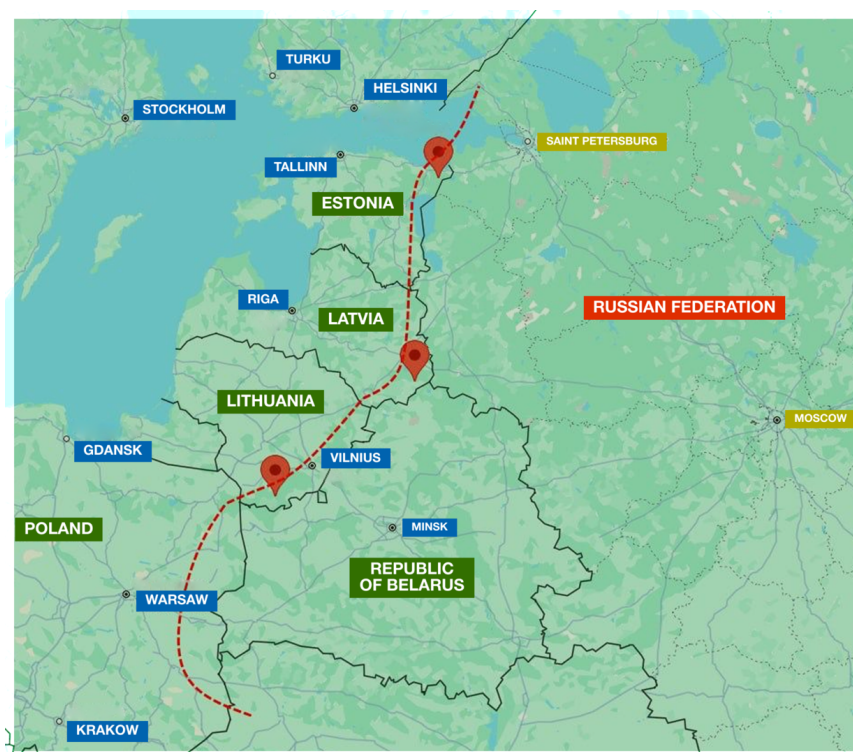 TURKU
HELSINKI
STOCKHOLM
SAINT PETERSBURG
TALLINN
ESTONIA
RIGA
LATVIA
RUSSIAN FEDERATION
LITHUANIA
MOSCOW
GDANSK
VILNIUS
POLAND
MINSK
REPUBLIC
OF BELARUS
WARSAW
KRAKOW